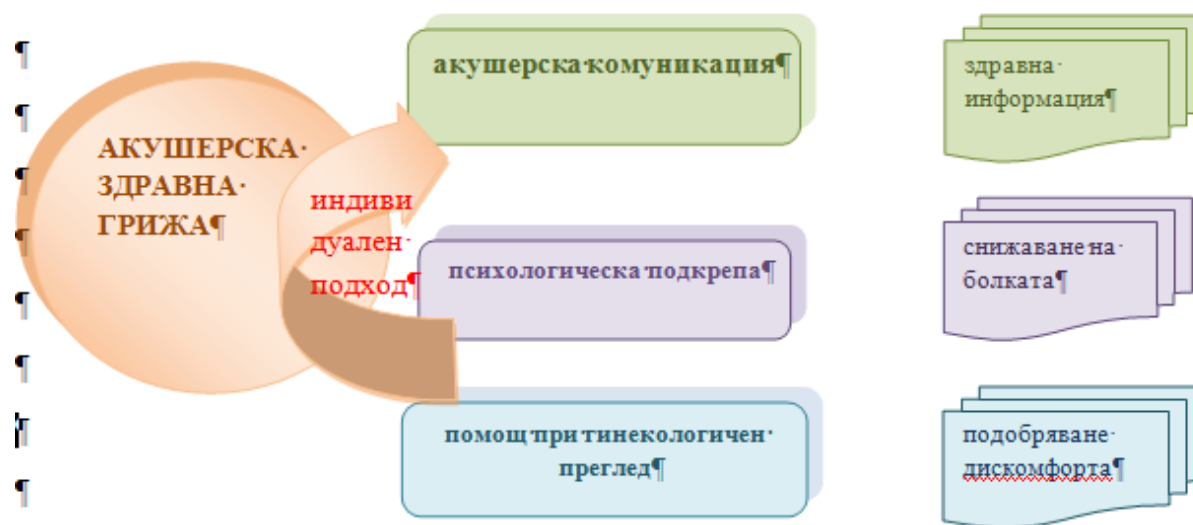 АКУШЕРСКА
ЗДРАВНА
ГРИЖА¶
индиви
дуален
подход¶
акушерска комуникация¶
здравна
информация¶
психологическа подкрепа¶
снижаване на
болката¶
помощ при гинекологичен
преглед¶
подобряване
дискомфорта¶